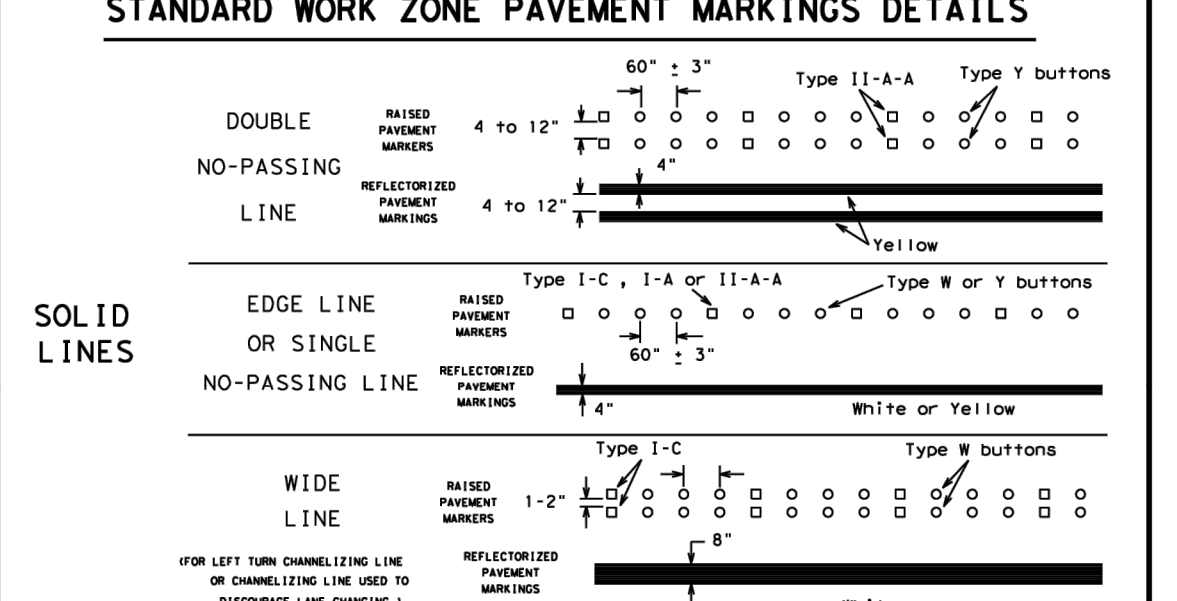 STANDARD WORK ZONE PAVEMENT MARKINGS DETAILS
60" ± 3"
Type II-A-A
Type Y buttons
DOUBLE
NO-PASSING
LINE
RAISED
PAVEMENT
MARKERS
4 to 12"
4"
REFLECTORIZED
PAVEMENT
MARKINGS
4 to 12"
Yellow
SOLID
LINES
Type I-C , I-A or II-A-A
Type W or Y buttons
EDGE LINE
OR SINGLE
NO-PASSING LINE
RAISED
PAVEMENT
MARKERS
60" ± 3"
REFLECTORIZED
PAVEMENT
MARKINGS
4"
White or Yellow
Type I-C
Type W buttons
WIDE
LINE
RAISED
PAVEMENT
MARKERS
1-2"
8"
(FOR LEFT TURN CHANNELIZING LINE
OR CHANNELIZING LINE USED TO
DISCOURAGE LANE CHANGING.)
REFLECTORIZED
PAVEMENT
MARKINGS